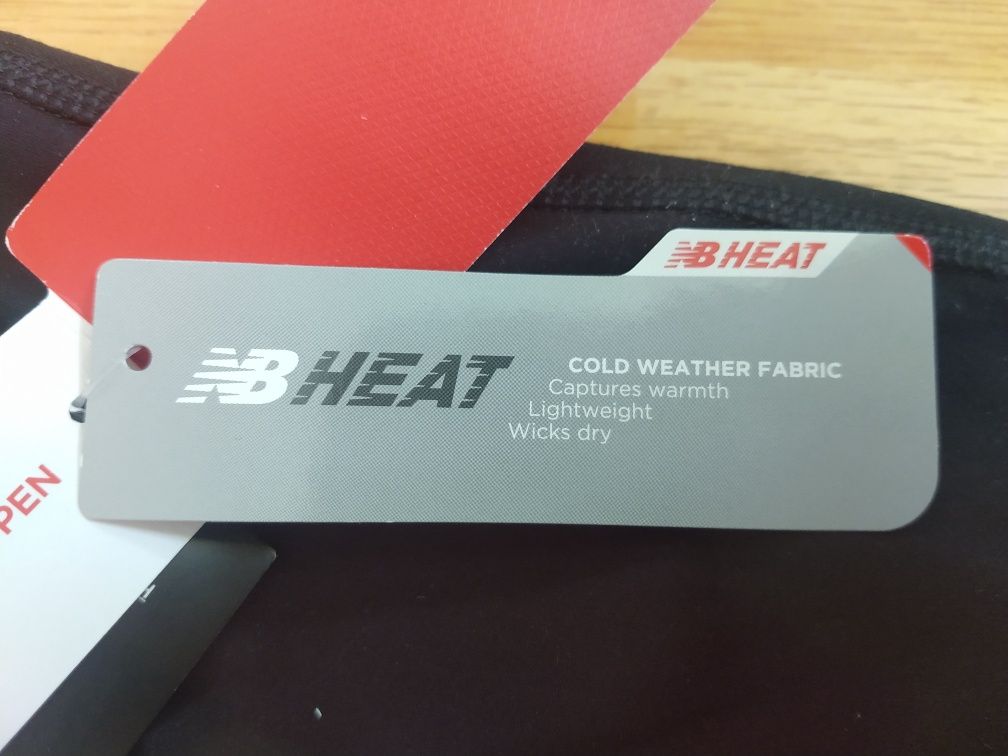 NB HEAT
NB HEAT
COLD WEATHER FABRIC
Captures warmth
Lightweight
Wicks dry
PEN